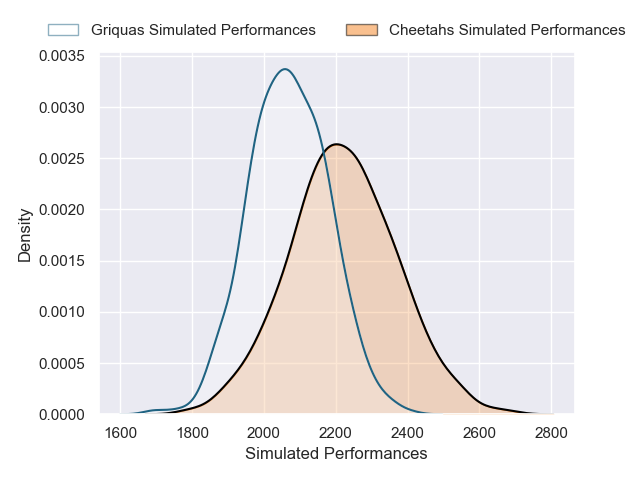 Griquas Simulated Performances Cheetahs Simulated Performances
0.0035
0.0030
0.0025
0.0020
0.0015
0.0010
0.0005
0.0000
Density
1600 1800 2000 2200 2400 2600 2800
Simulated Performances